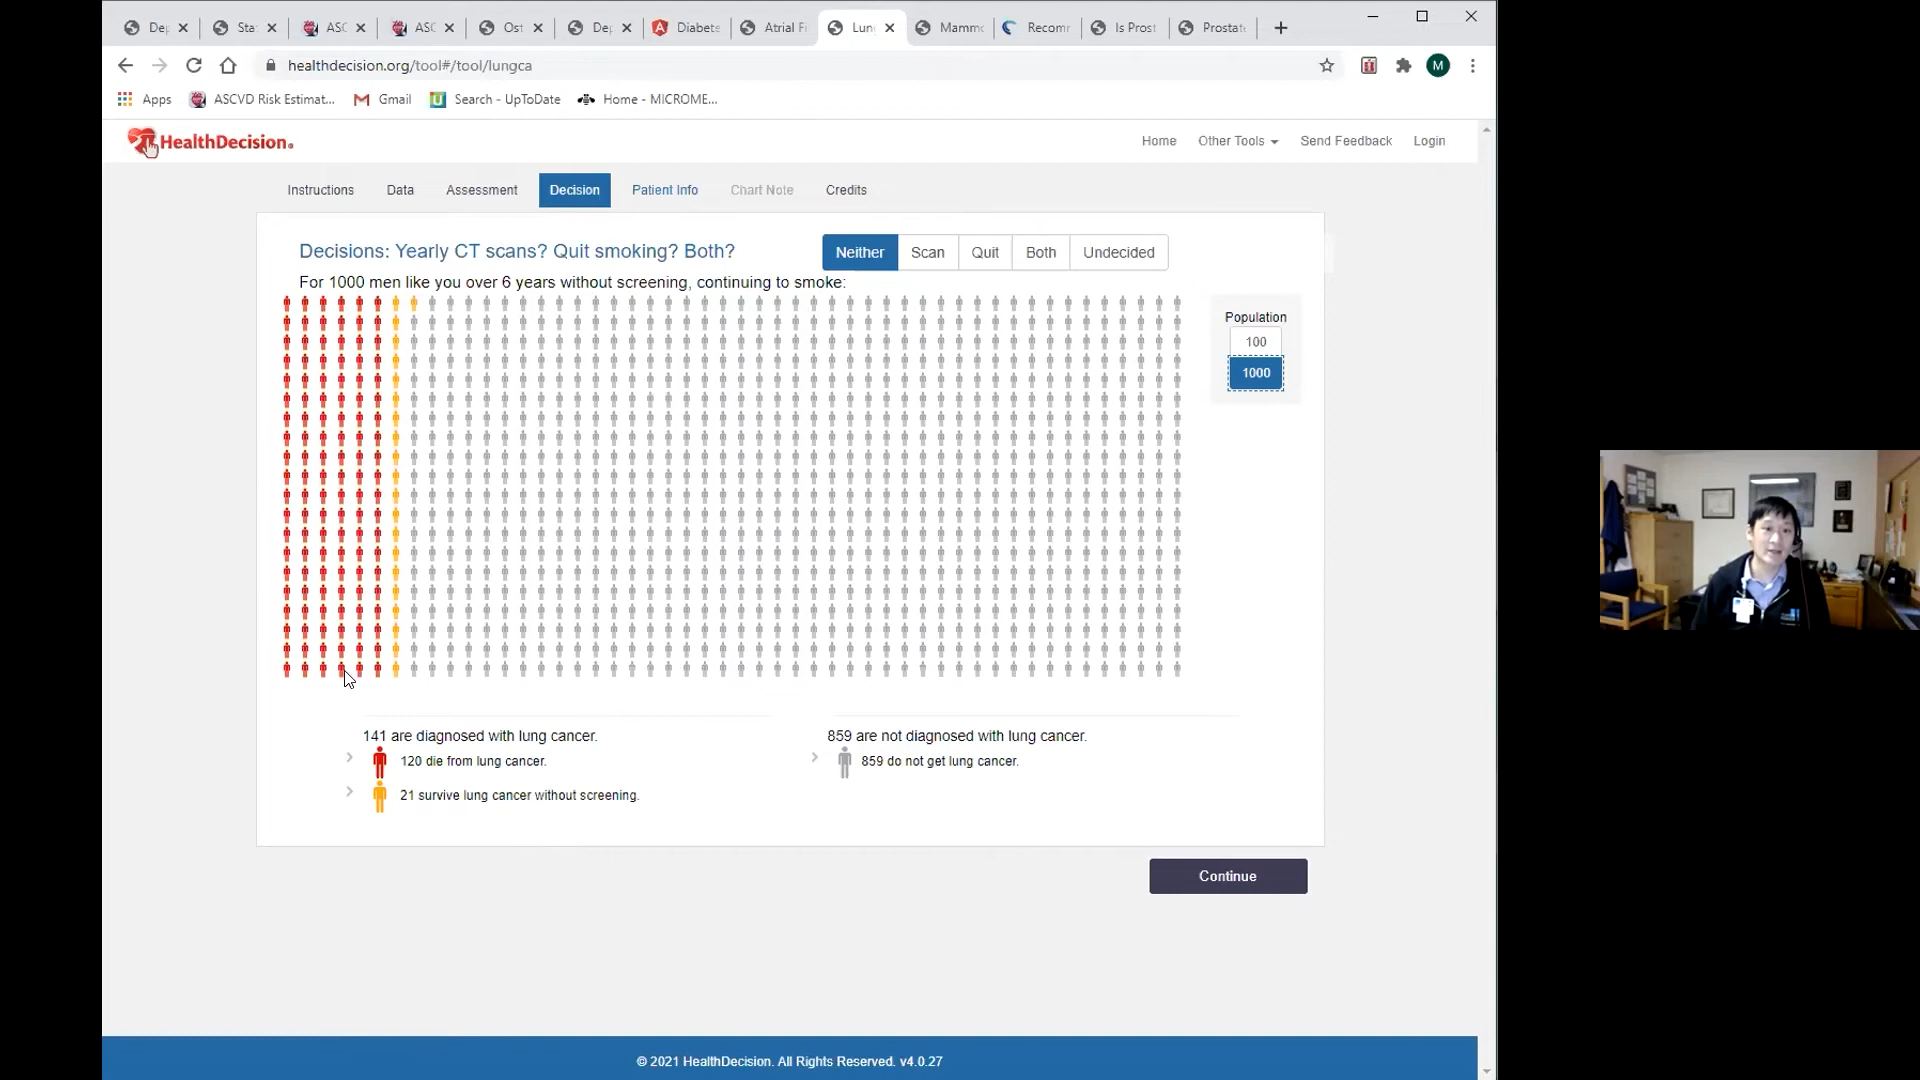 Dep
Sta
ASC
ASC
Ost
Dep
Diabete
Atrial Fi
Lung
Mammo
Recomr
Is Prost
Prostat
healthdecision.org/tool#/tool/lungca
M
Apps
ASCVD Risk Estimat...
Gmail
Search - UpToDate
Home - MICROME...
HealthDecision.
Home
Other Tools
Send Feedback
Login
Instructions
Data
Assessment
Decision
Patient Info
Chart Note
Credits
Decisions: Yearly CT scans? Quit smoking? Both?
Neither
Scan
Quit
Both
Undecided
For 1000 men like you over 6 years without screening, continuing to smoke:
Population
100
1000
141 are diagnosed with lung cancer.
120 die from lung cancer.
21 survive lung cancer without screening.
859 are not diagnosed with lung cancer.
859 do not get lung cancer.
Continue
© 2021 HealthDecision. All Rights Reserved. v4.0.27